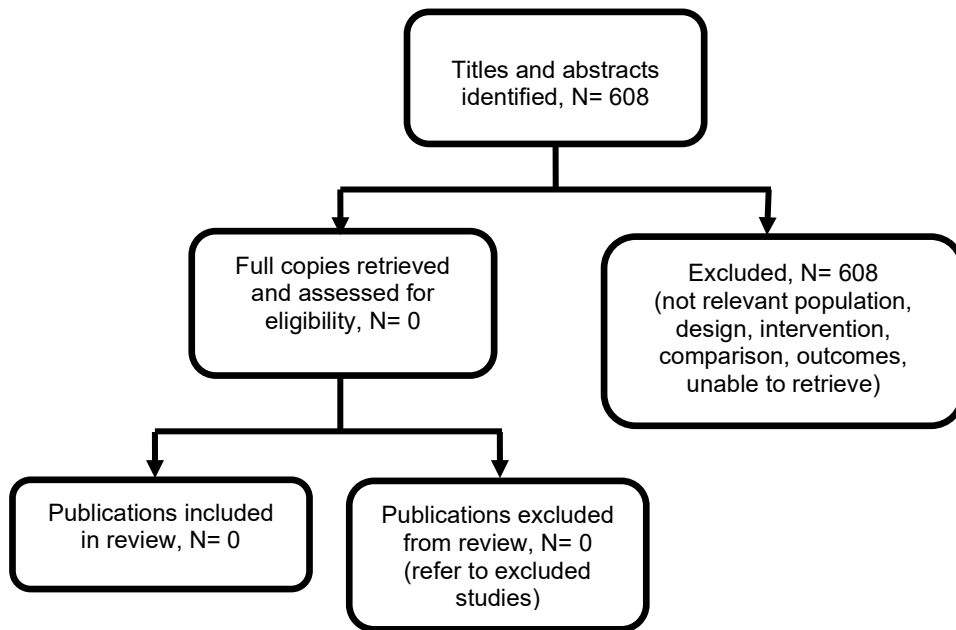 Titles and abstracts
identified, N= 608
Full copies retrieved
and assessed for
eligibility, N= 0
Excluded, N= 608
(not relevant population,
design, intervention,
comparison, outcomes,
unable to retrieve)
Publications included
in review, N= 0
Publications excluded
from review, N= 0
(refer to excluded
studies)